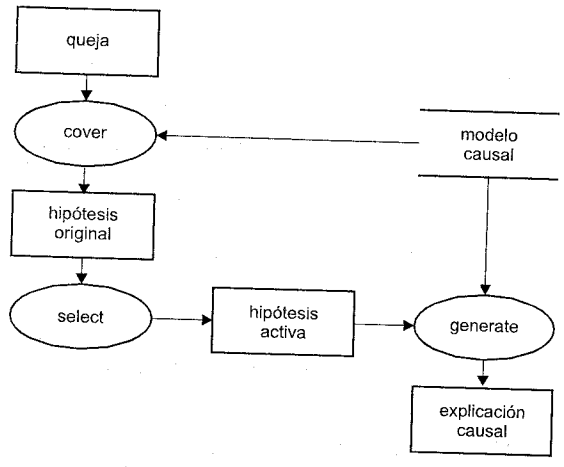 queja
cover
modelo
causal
hipótesis
original
select
hipótesis
activa
generate
explicación
causal